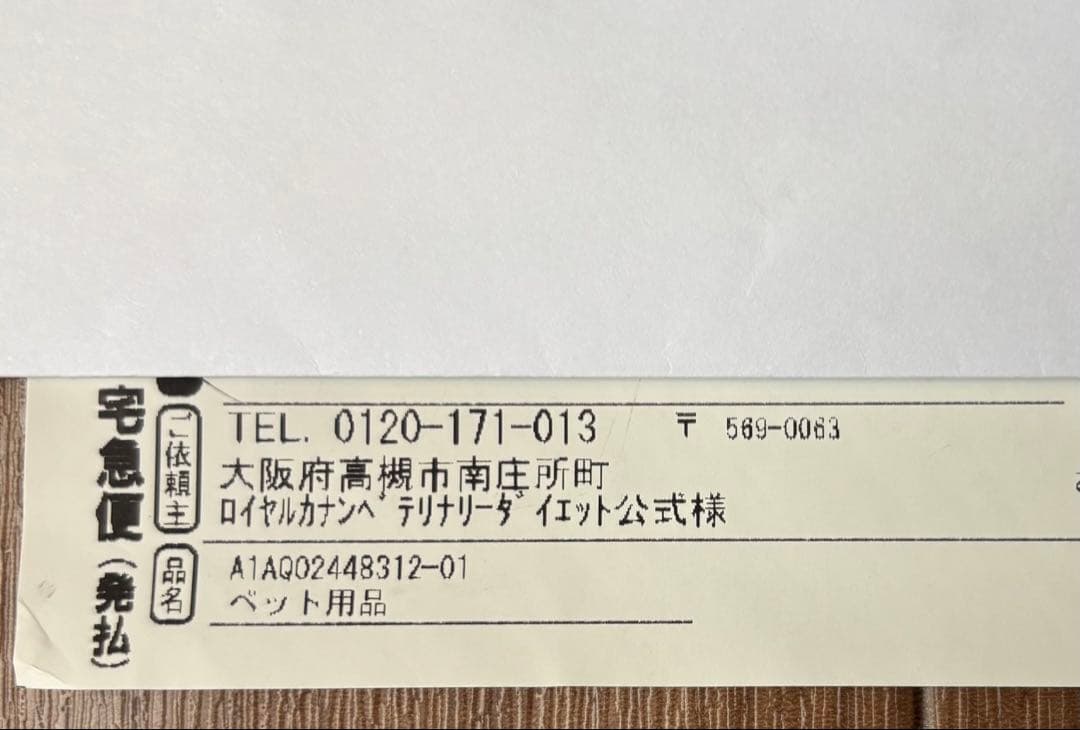 宅急便(発払)
ご依頼主
TEL. 0120-171-013 〒 569-0063
大阪府高槻市南庄所町
ﾛｲﾔﾙｶﾅﾝﾍﾞﾃﾘﾅﾘｰﾀﾞｲｴｯﾄ公式様
品名
A1AQ02448312-01
ペット用品